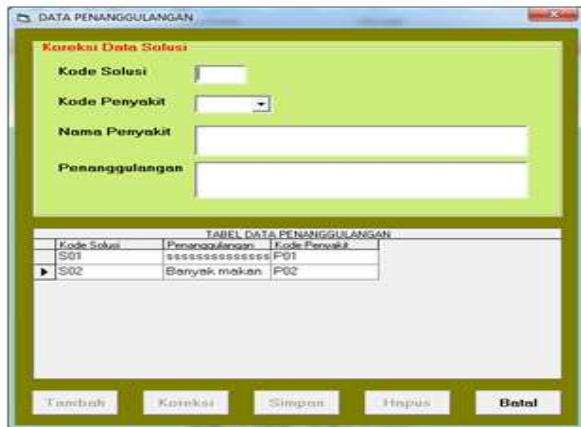 DATA PENANGGULANGAN
Koreksi Data Solusi
Kode Solusi
Kode Penyakit
Nama Penyakit
Penanggulangan
TABEL DATA PENANGGULANGAN
Kode Solusi Penanggulangan Kode Penyakit
S01 ssssssssssssss P01
S02 Banyak makan P02
Tambah Koreksi Simpan Hapus Batal